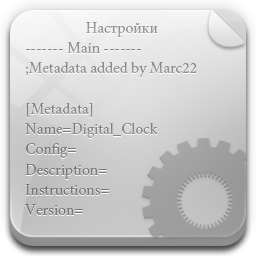 Настройки
------- Main -------
;Metadata added by Marc22
[Metadata]
Name=Digital_Clock
Config=
Description=
Instructions=
Version=